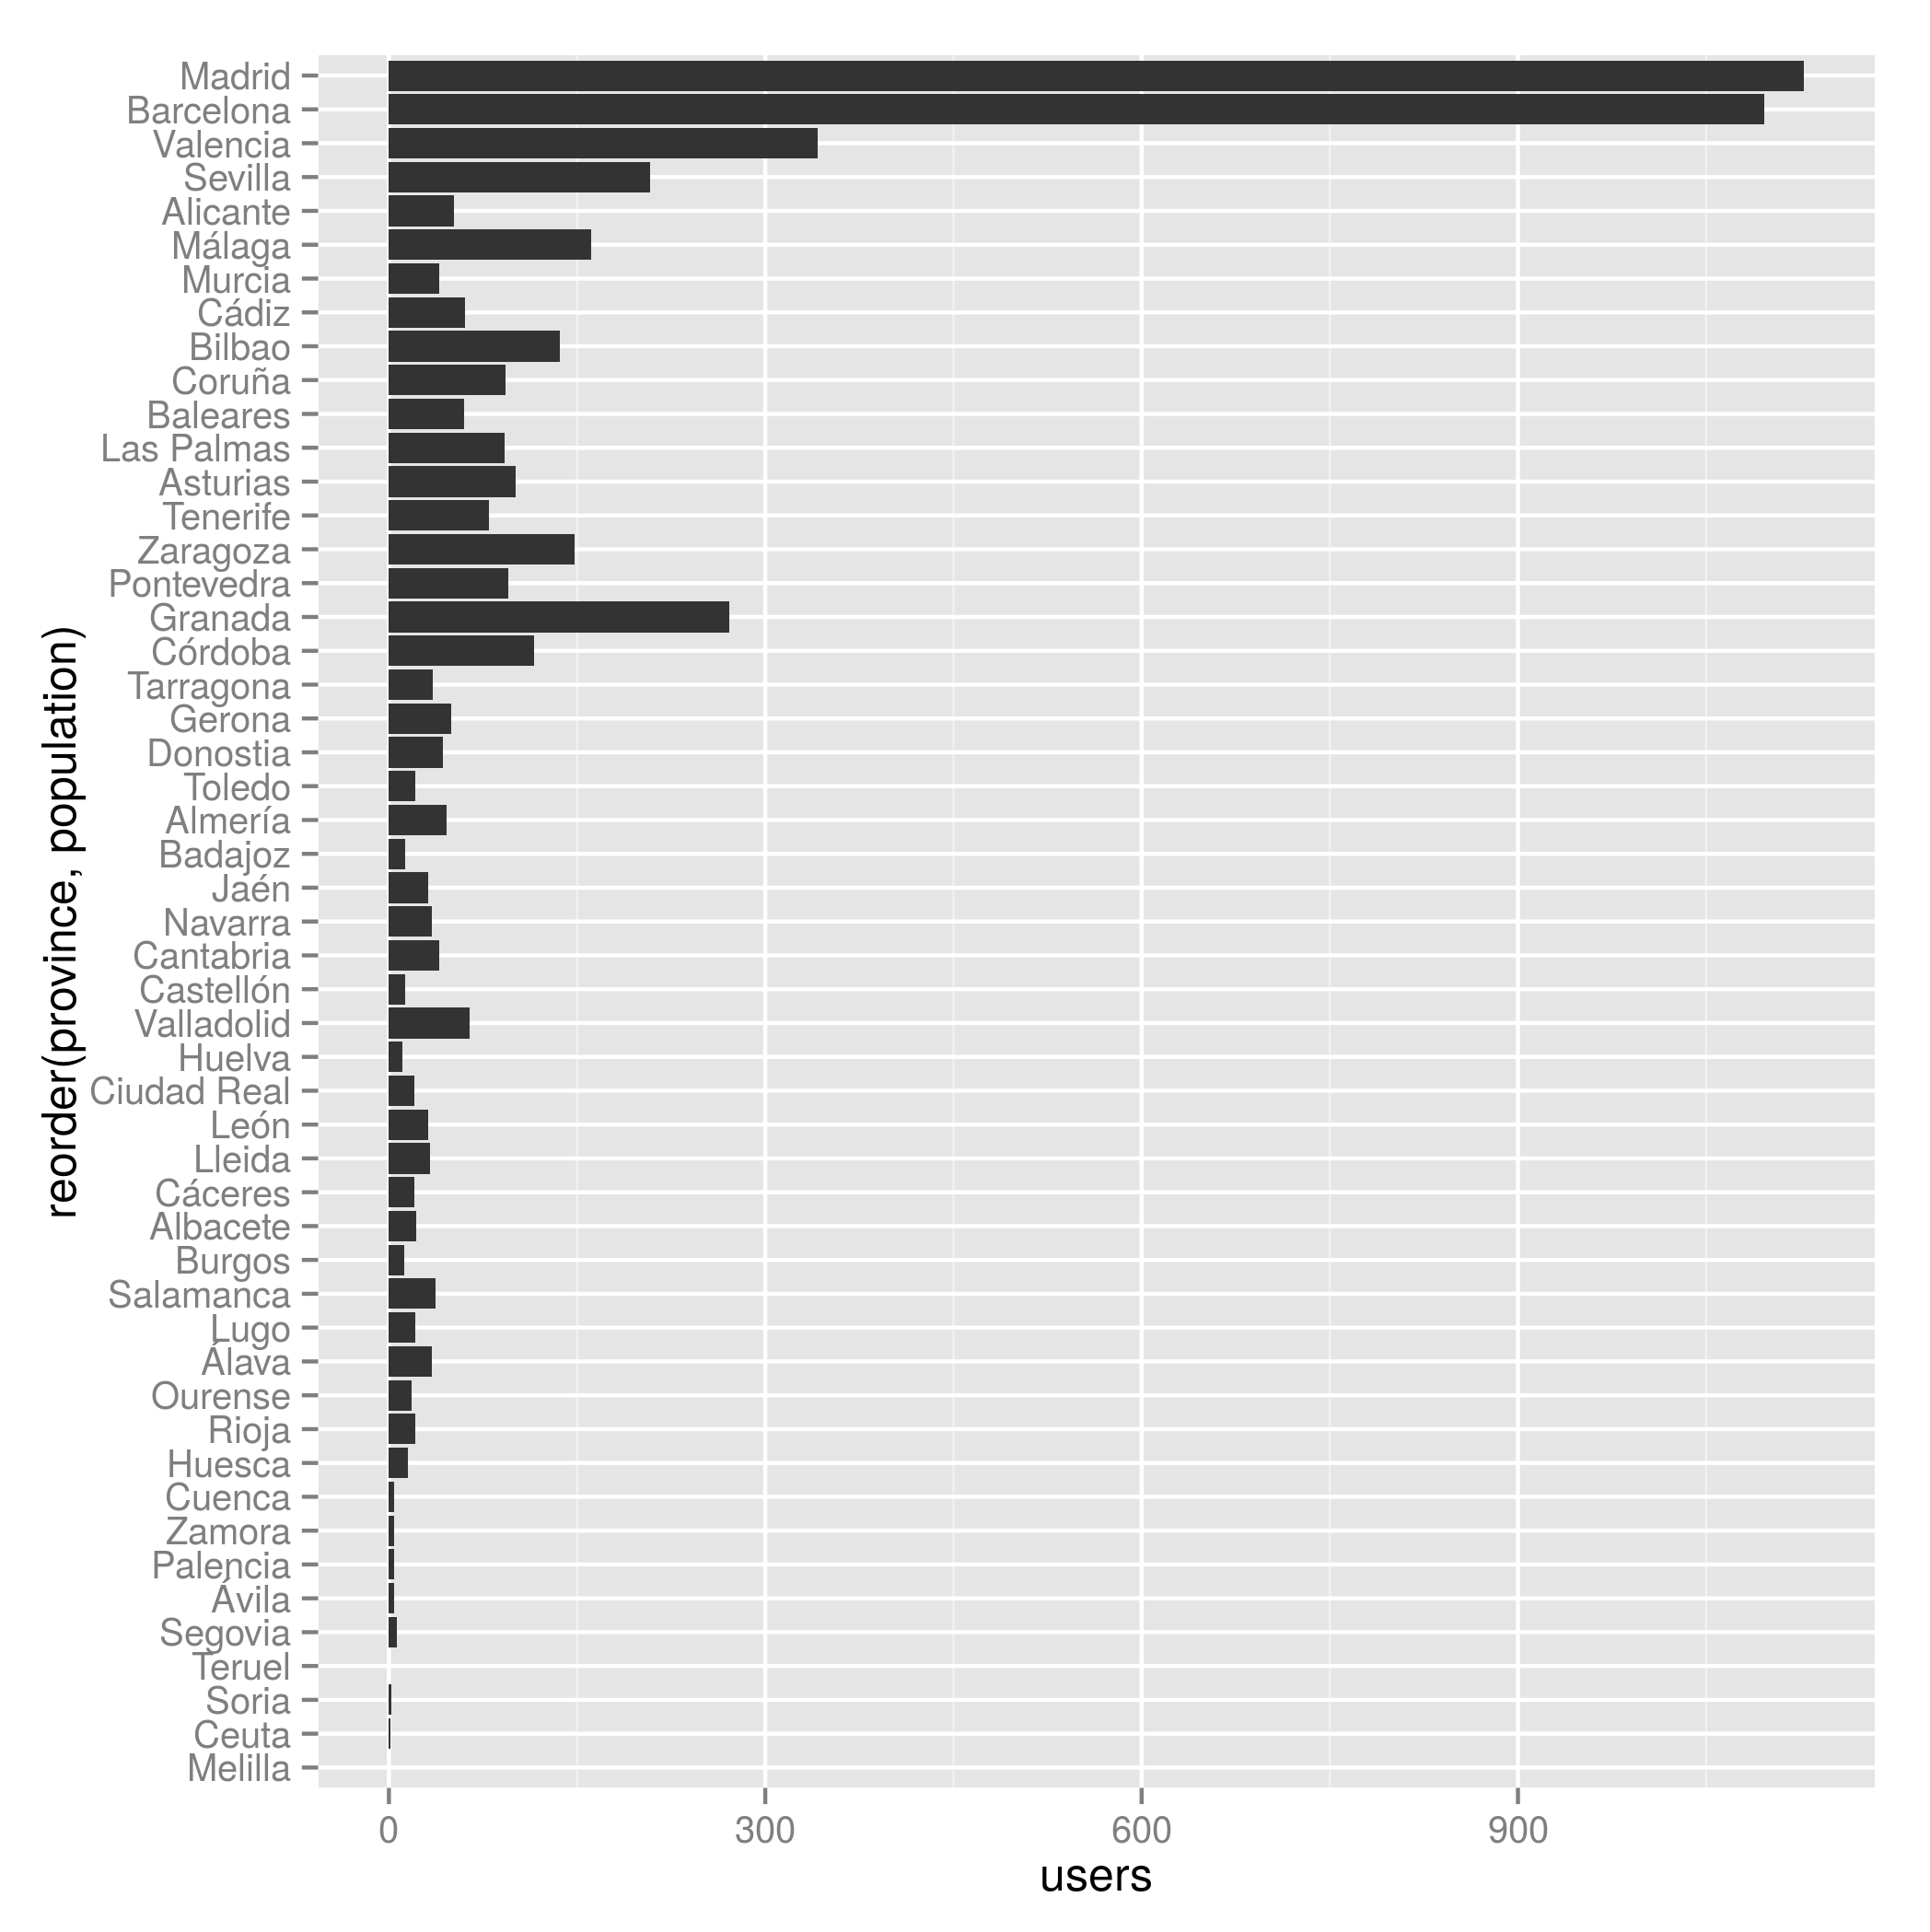 reorder(province, population)
Madrid
Barcelona
Valencia
Sevilla
Alicante
Málaga
Murcia
Cádiz
Bilbao
Coruña
Baleares
Las Palmas
Asturias
Tenerife
Zaragoza
Pontevedra
Granada
Córdoba
Tarragona
Gerona
Donostia
Toledo
Almería
Badajoz
Jaén
Navarra
Cantabria
Castellón
Valladolid
Huelva
Ciudad Real
León
Lleida
Cáceres
Albacete
Burgos
Salamanca
Lugo
Álava
Ourense
Rioja
Huesca
Cuenca
Zamora
Palencia
Ávila
Segovia
Teruel
Soria
Ceuta
Melilla
0 300 600 900
users